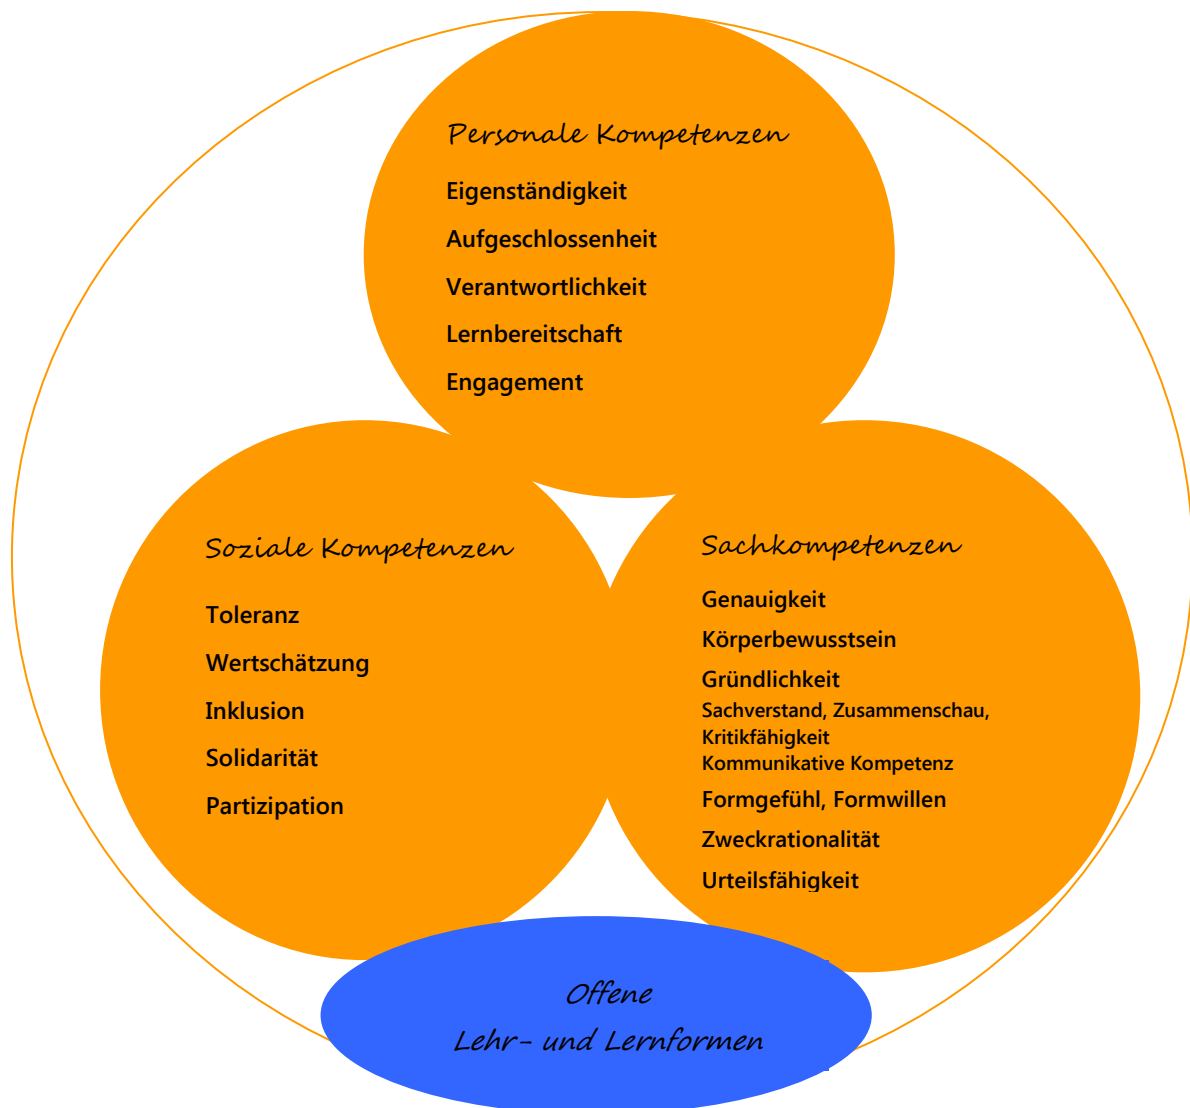 Personale Kompetenzen
Eigenständigkeit
Aufgeschlossenheit
Verantwortlichkeit
Lernbereitschaft
Engagement
Soziale Kompetenzen
Toleranz
Wertschätzung
Inklusion
Solidarität
Partizipation
Sachkompetenzen
Genauigkeit
Körperbewusstsein
Gründlichkeit
Sachverstand, Zusammenschau,
Kritikfähigkeit
Kommunikative Kompetenz
Formgefühl, Formwillen
Zweckrationalität
Urteilsfähigkeit
Offene
Lehr- und Lernformen